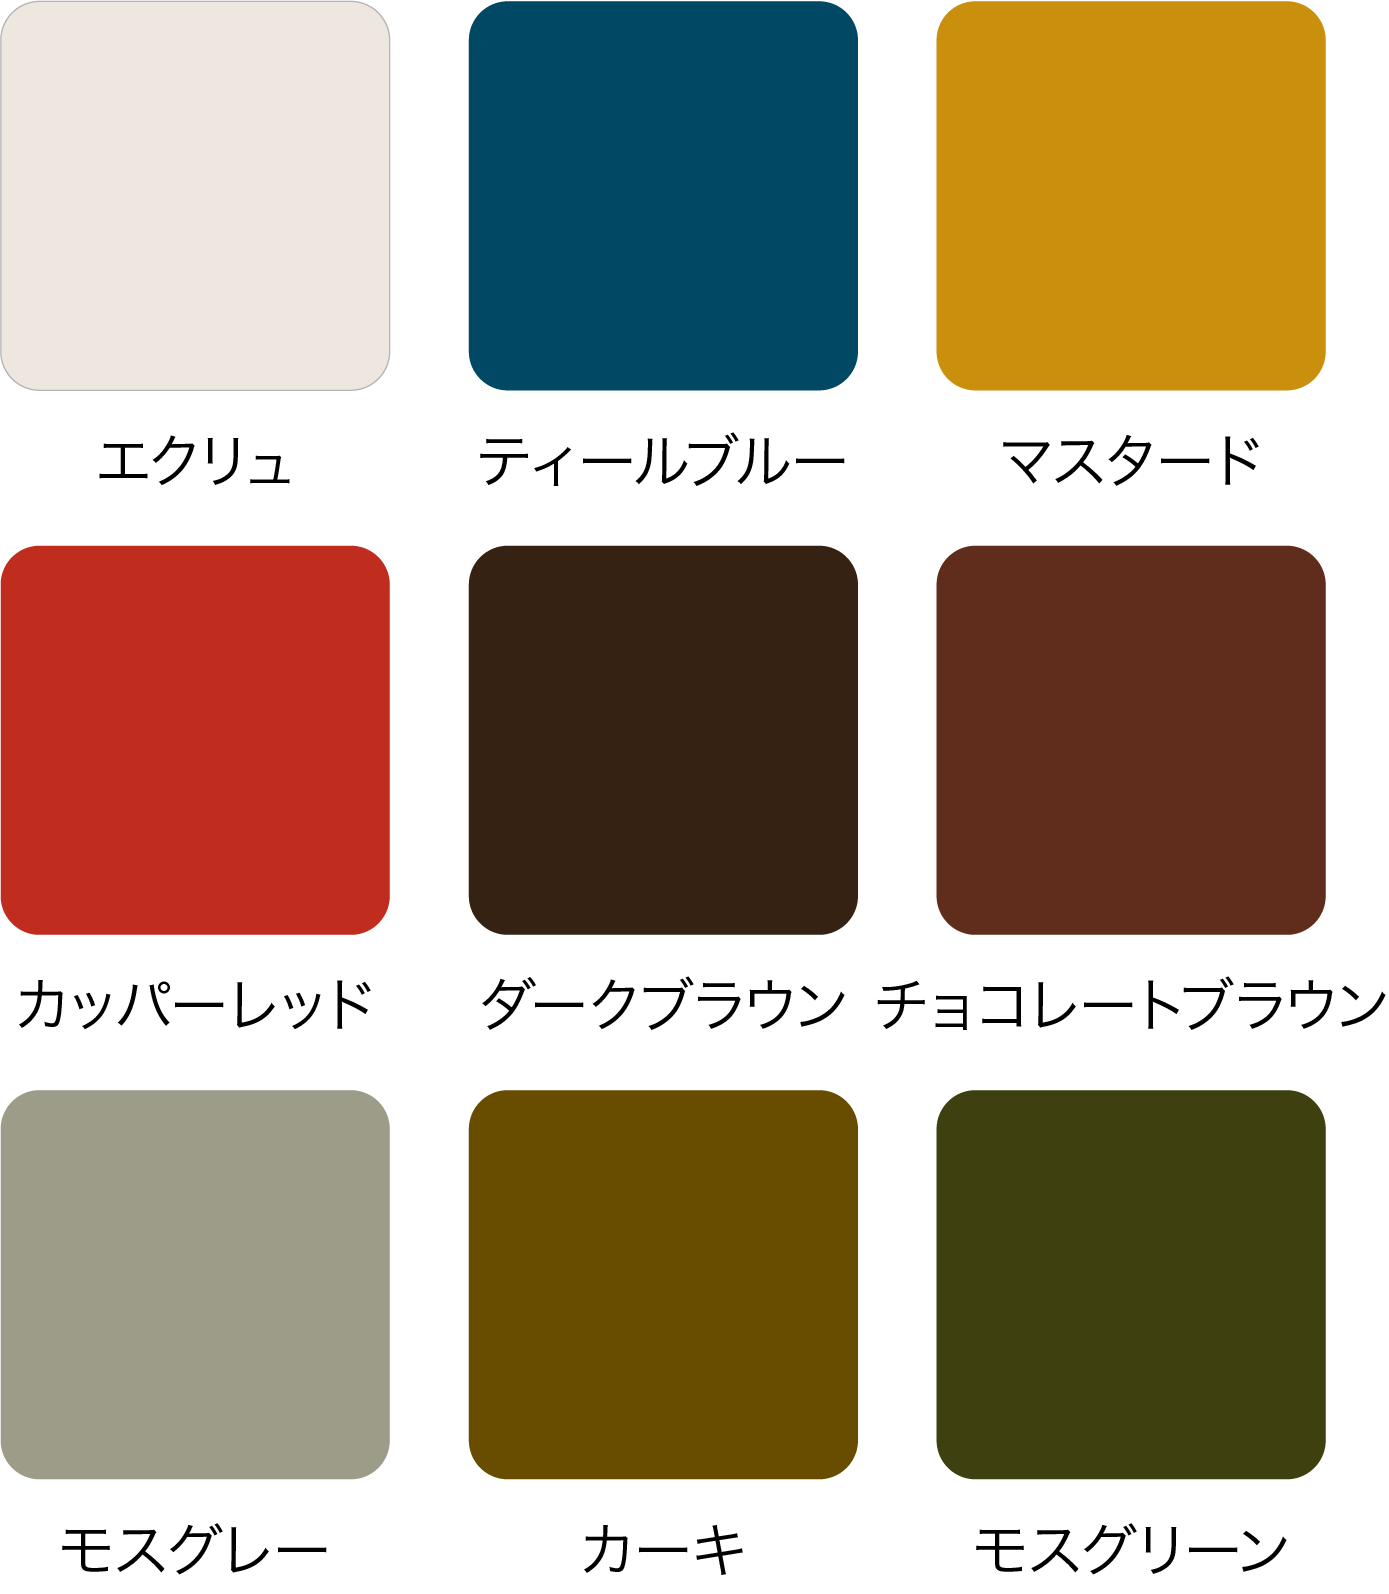 エクリュ
ティールブルー
マスタード
カッパーレッド
ダークブラウン
チョコレートブラウン
モスグレー
カーキ
モスグリーン